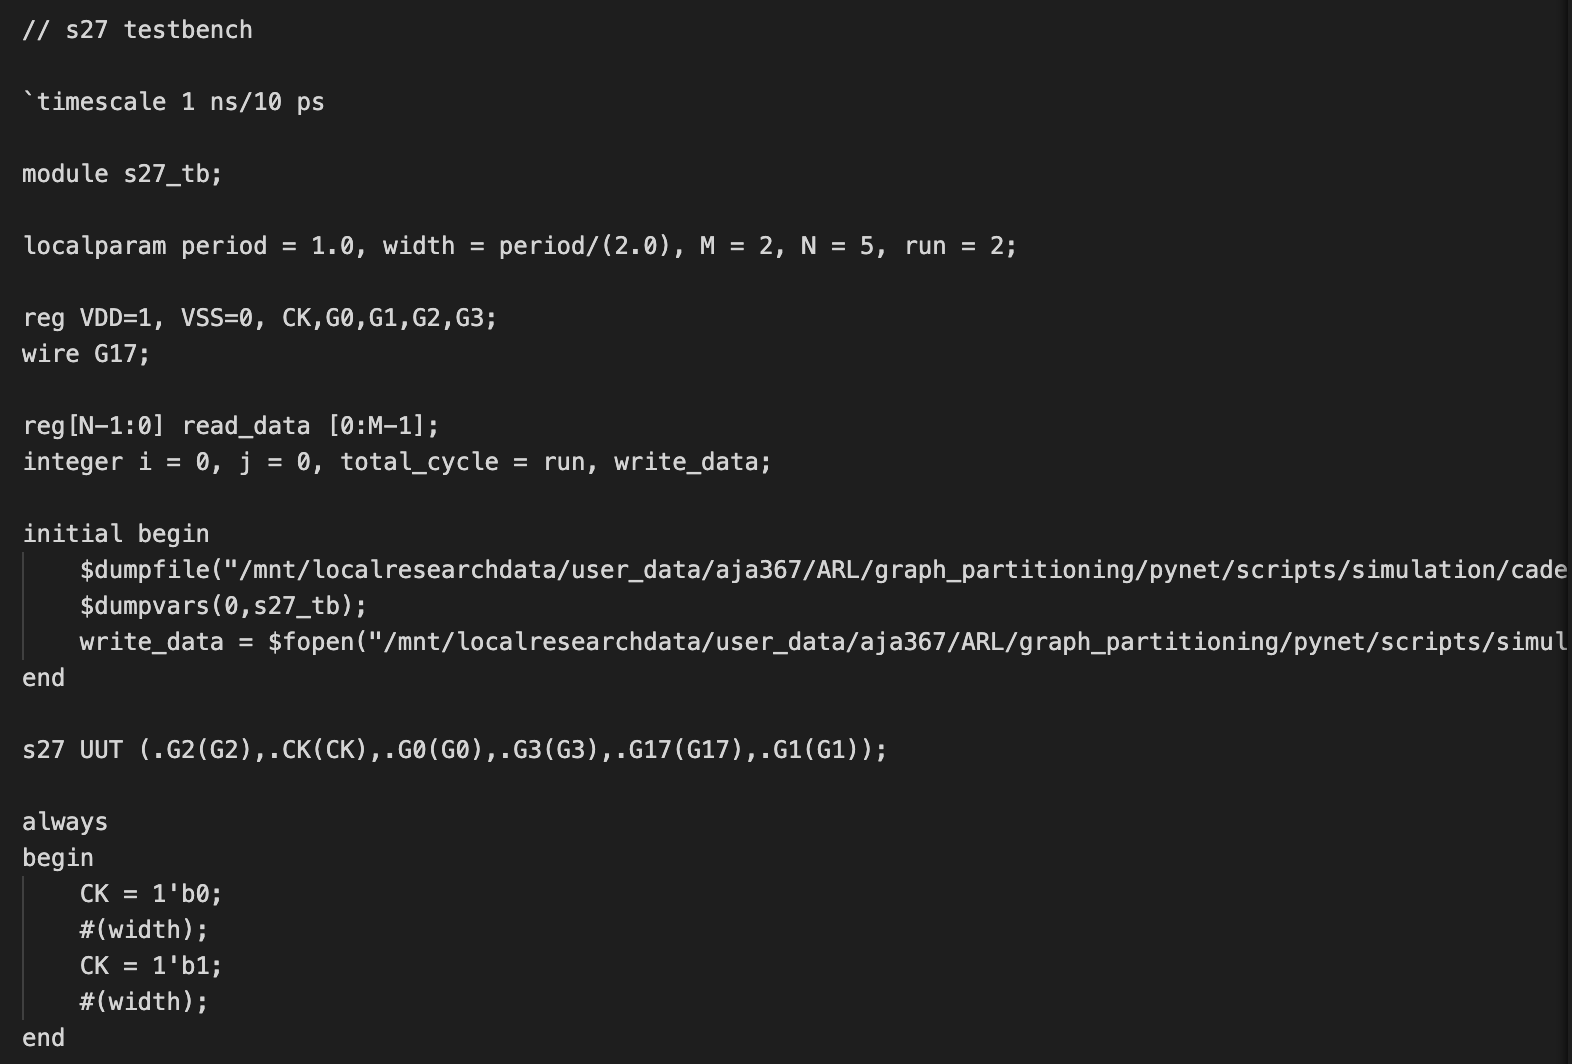 // s27 testbench
`timescale 1 ns/10 ps
module s27_tb;
localparam period = 1.0, width = period/(2.0), M = 2, N = 5, run = 2;
reg VDD=1, VSS=0, CK,G0,G1,G2,G3;
wire G17;
reg[N-1:0] read_data [0:M-1];
integer i = 0, j = 0, total_cycle = run, write_data;
initial begin
    $dumpfile("/mnt/localresearchdata/user_data/aja367/ARL/graph_partitioning/pynet/scripts/simulation/cade
    $dumpvars(0,s27_tb);
    write_data = $fopen("/mnt/localresearchdata/user_data/aja367/ARL/graph_partitioning/pynet/scripts/simul
end
s27 UUT (.G2(G2),.CK(CK),.G0(G0),.G3(G3),.G17(G17),.G1(G1));
always
begin
    CK = 1'b0;
    #(width);
    CK = 1'b1;
    #(width);
end